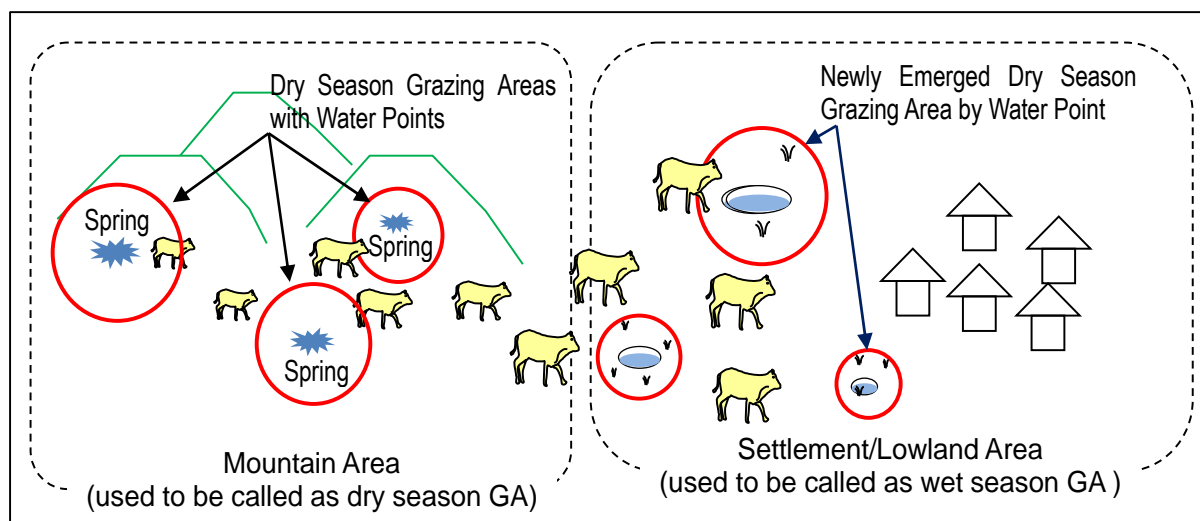 Dry Season Grazing Areas
with Water Points
Spring
Spring
Spring
Mountain Area
(used to be called as dry season GA)
Newly Emerged Dry Season
Grazing Area by Water Point
Settlement/Lowland Area
(used to be called as wet season GA )